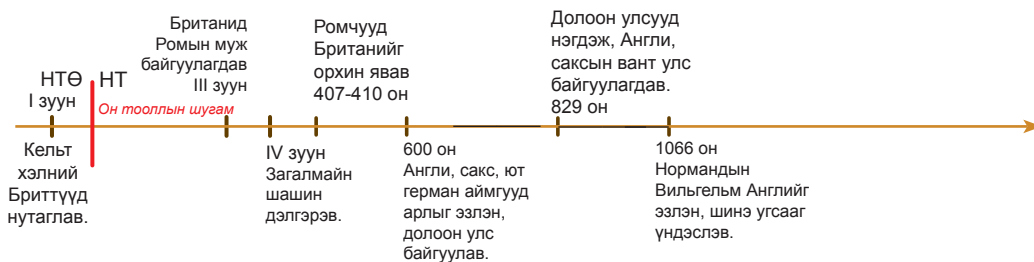 НТӨ
I зуун
НТ
Он тооллын шугам
Кельт
хэлний
Бриттүүд
нутаглав.
Британид
Ромын муж
байгуулагдав
III зуун
IV зуун
Загалмайн
шашин
дэлгэрэв.
Ромчууд
Британийг
орхин явав
407-410 он
600 он
Англи, сакс, ют
герман аймгууд
арлыг эзлэн,
долоон улс
байгуулав.
Долоон улсууд
нэгдэж, Англи,
саксын вант улс
байгуулагдав.
829 он
1066 он
Нормандын
Вильгельм Английг
эзлэн, шинэ угсааг
үндэслэв.